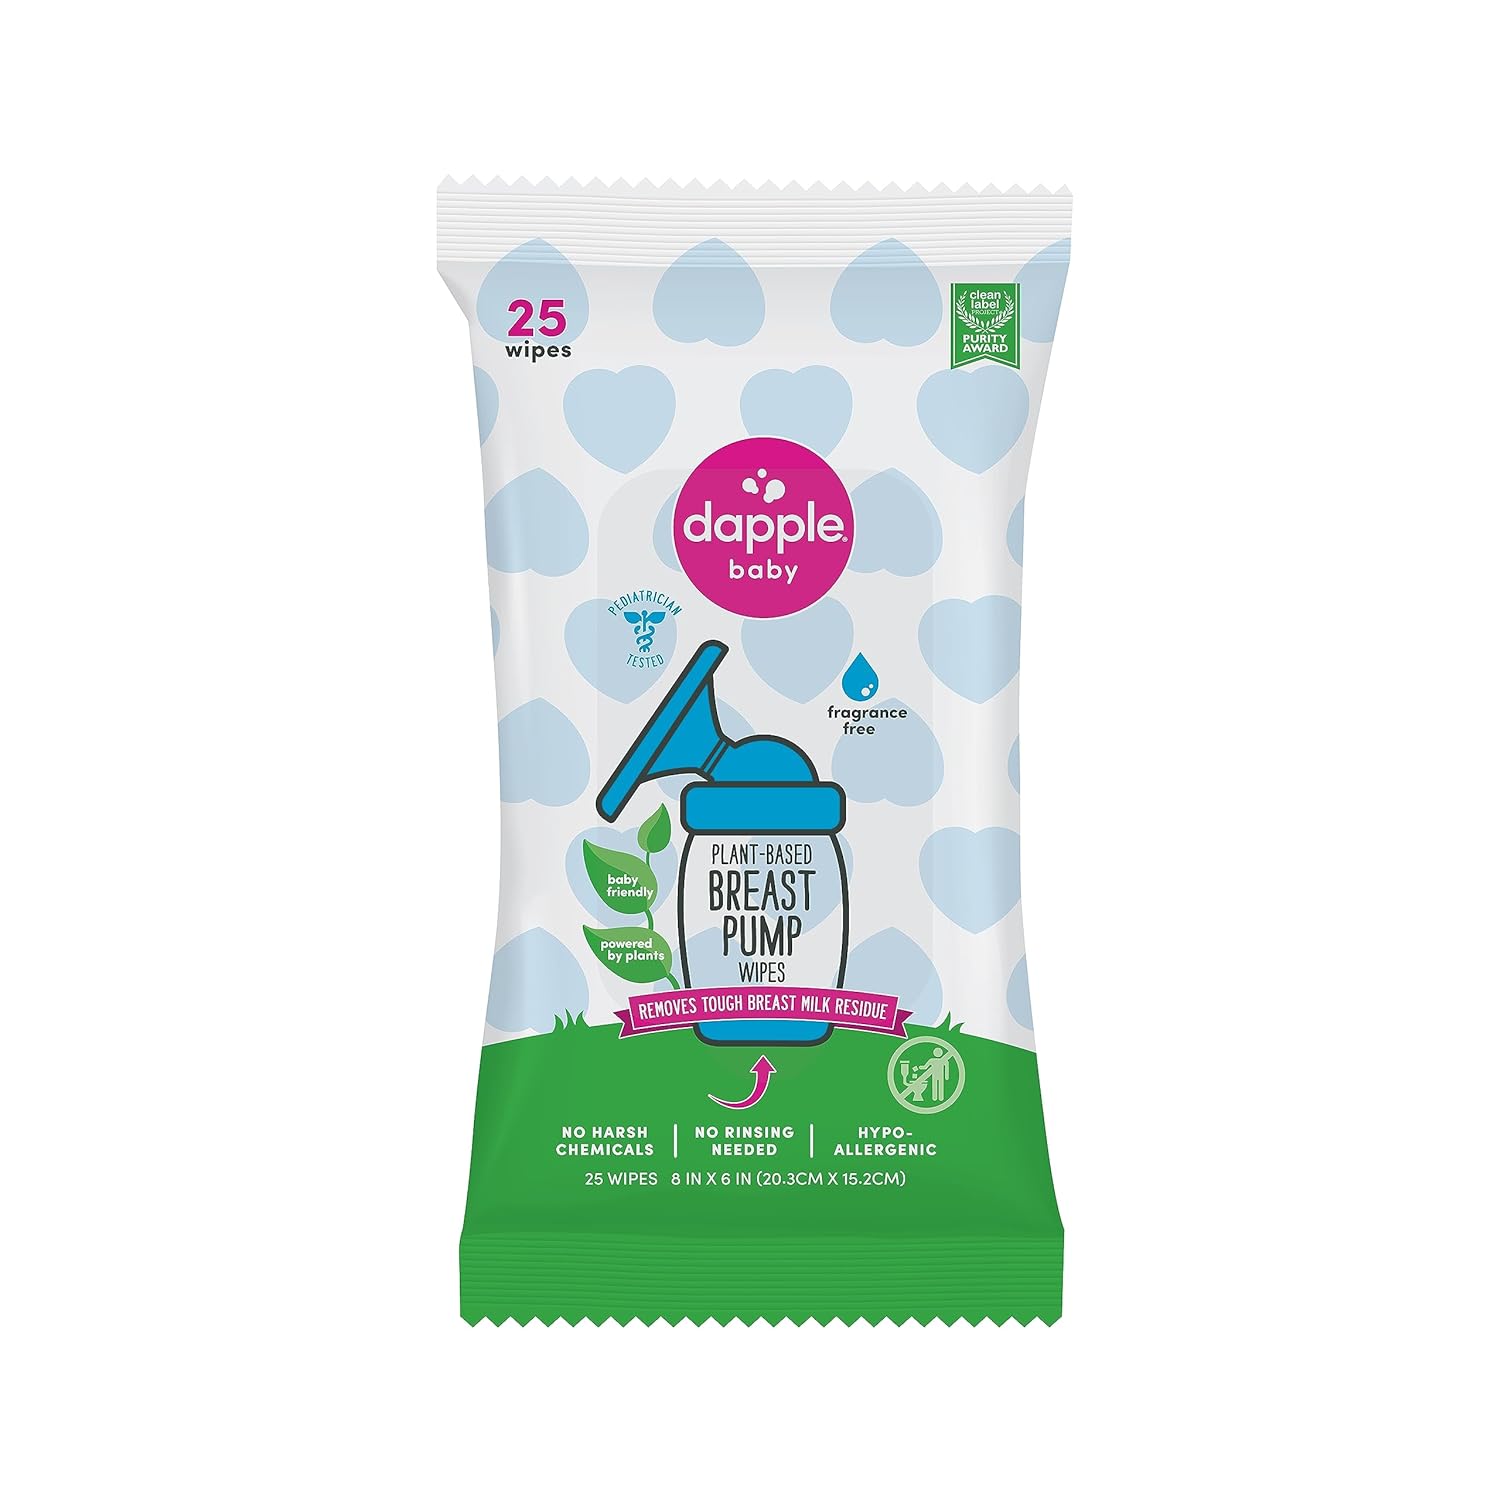 25
wipes
clean
label
PROJECT
PURITY
AWARD
dapple®
baby
PEDIATRICIAN
TESTED
fragrance
free
baby
friendly
powered
by plants
PLANT-BASED
BREAST
PUMP
WIPES
REMOVES TOUGH BREAST MILK RESIDUE
NO HARSH
CHEMICALS
NO RINSING
NEEDED
HYPO-
ALLERGENIC
25 WIPES 8 IN X 6 IN (20.3CM X 15.2CM)